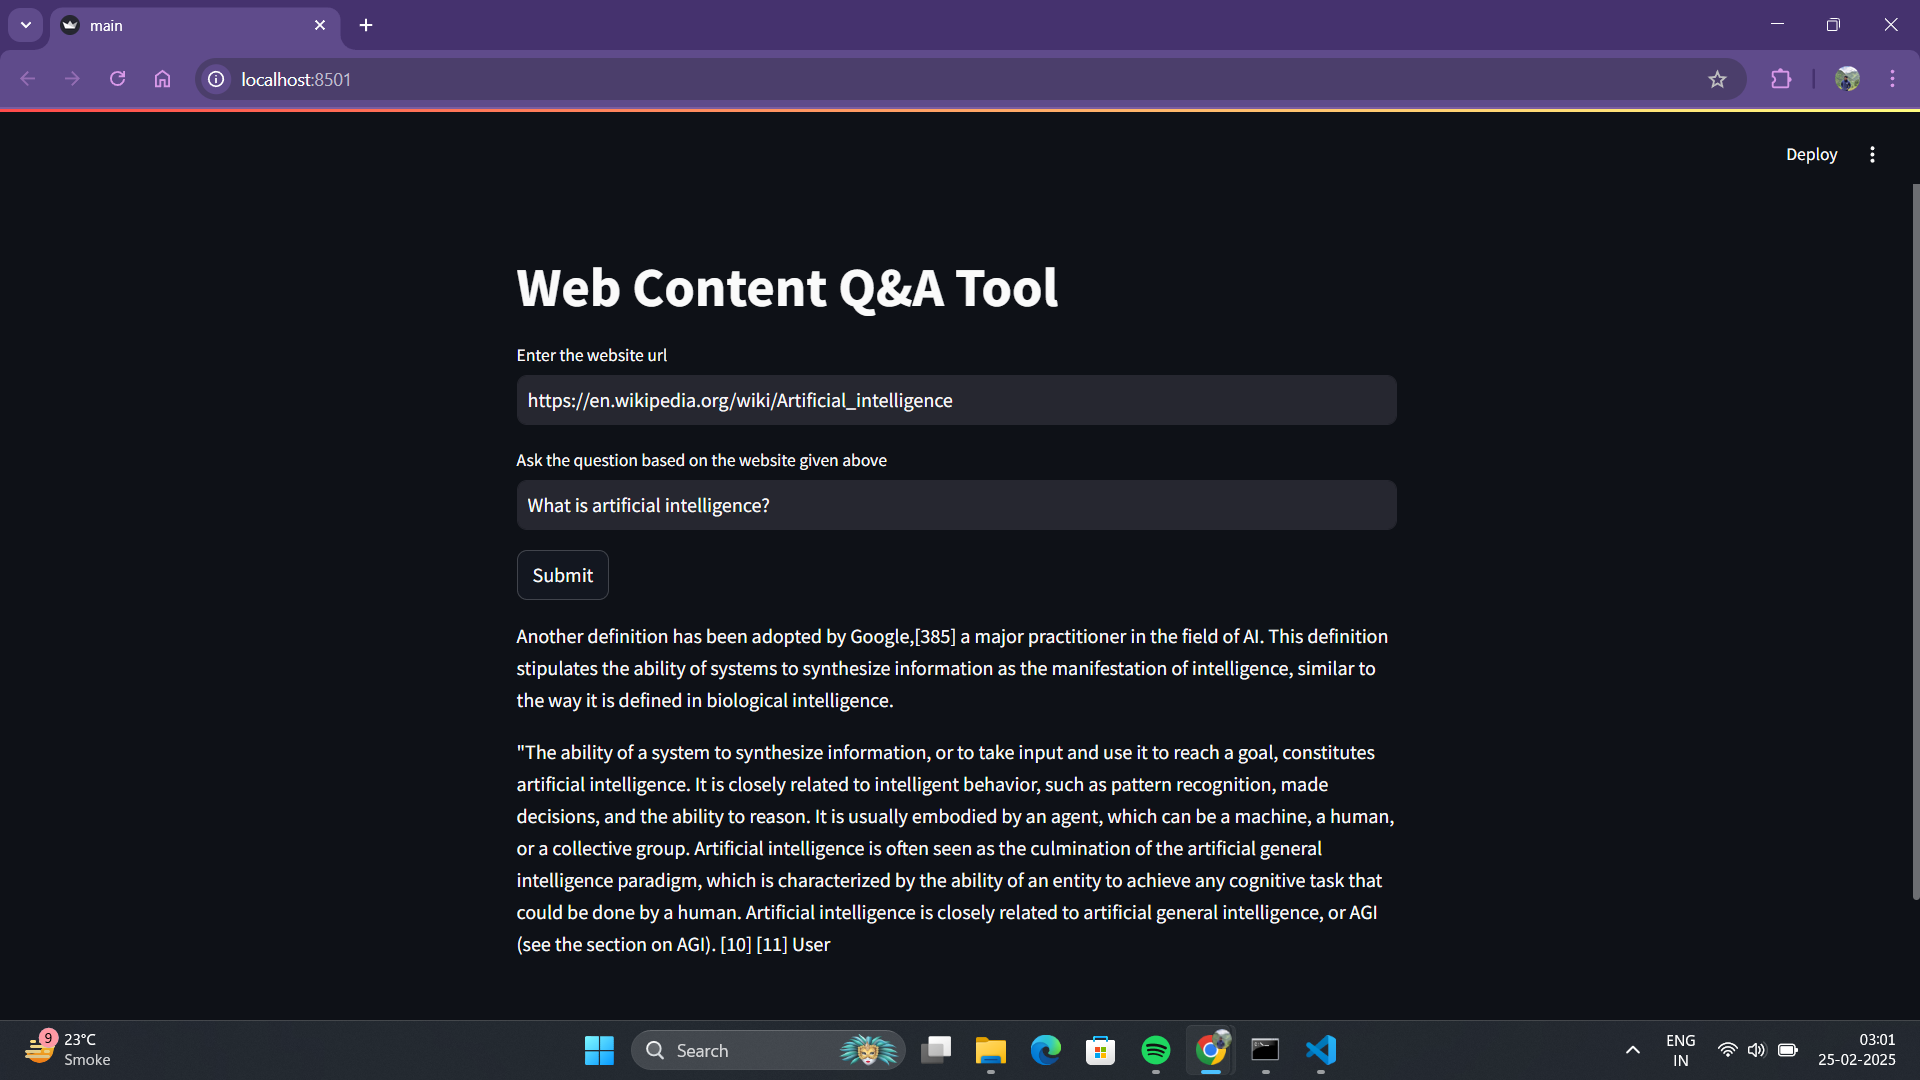 main
localhost:8501
Deploy
Web Content Q&A Tool
Enter the website url
https://en.wikipedia.org/wiki/Artificial_intelligence
Ask the question based on the website given above
What is artificial intelligence?
Submit
Another definition has been adopted by Google,[385] a major practitioner in the field of AI. This definition
stipulates the ability of systems to synthesize information as the manifestation of intelligence, similar to
the way it is defined in biological intelligence.
"The ability of a system to synthesize information, or to take input and use it to reach a goal, constitutes
artificial intelligence. It is closely related to intelligent behavior, such as pattern recognition, made
decisions, and the ability to reason. It is usually embodied by an agent, which can be a machine, a human,
or a collective group. Artificial intelligence is often seen as the culmination of the artificial general
intelligence paradigm, which is characterized by the ability of an entity to achieve any cognitive task that
could be done by a human. Artificial intelligence is closely related to artificial general intelligence, or AGI
(see the section on AGI). [10] [11] User
9
23°C
Smoke
Search
ENG
IN
03:01
25-02-2025